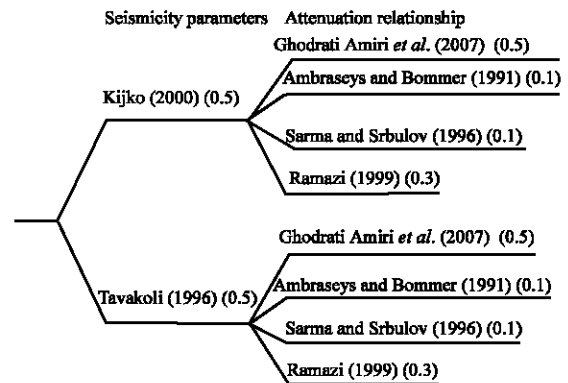 Seismicity parameters Attenuation relationship
Ghodrati Amiri et al. (2007) (0.5)
Ambraseys and Bommer (1991) (0.1)
Kijko (2000) (0.5)
Sarma and Srbulov (1996) (0.1)
Ramazi (1999) (0.3)
Ghodrati Amiri et al. (2007) (0.5)
Ambraseys and Bommer (1991) (0.1)
Tavakoli (1996) (0.5)
Sarma and Srbulov (1996) (0.1)
Ramazi (1999) (0.3)